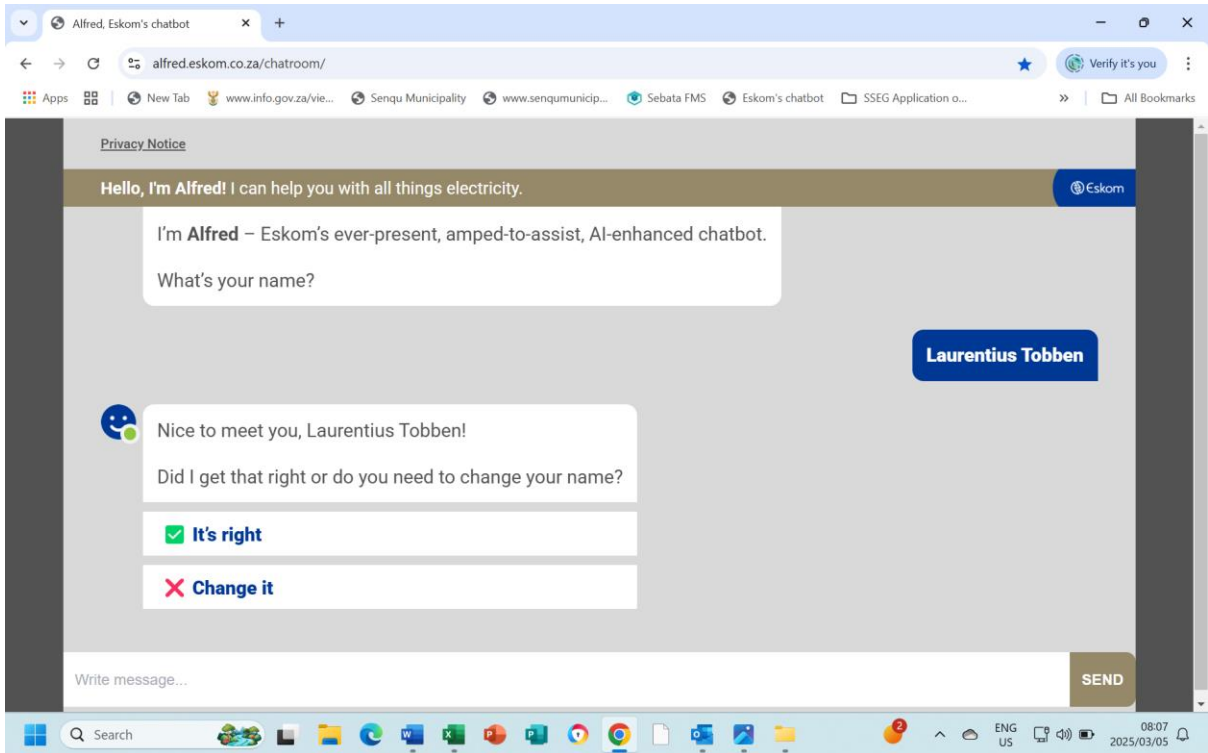 Alfred, Eskom's chatbot
alfred.eskom.co.za/chatroom/
Verify it's you
Apps
New Tab
www.info.gov.za/vie...
Senqu Municipality
www.senqumunicip...
Sebata FMS
Eskom's chatbot
SSEG Application o...
»
All Bookmarks
Privacy Notice
Hello, I'm Alfred! I can help you with all things electricity.
Eskom
I'm Alfred – Eskom's ever-present, amped-to-assist, AI-enhanced chatbot.
What's your name?
Laurentius Tobben
Nice to meet you, Laurentius Tobben!
Did I get that right or do you need to change your name?
It's right
Change it
Write message...
SEND
Search
2
ENG
US
08:07
2025/03/05